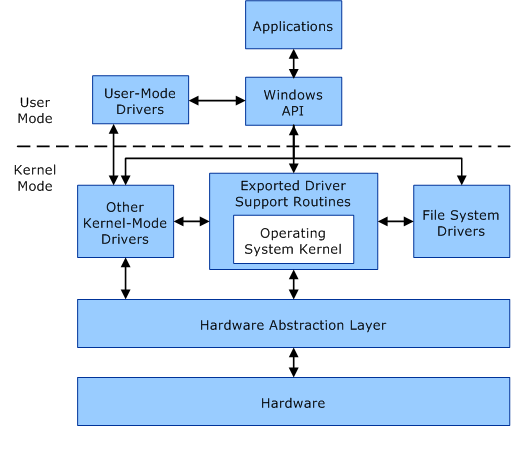 Applications
User-Mode
Drivers
Windows
API
User
Mode
Kernel
Mode
Other
Kernel-Mode
Drivers
Exported Driver
Support Routines
Operating
System Kernel
File System
Drivers
Hardware Abstraction Layer
Hardware